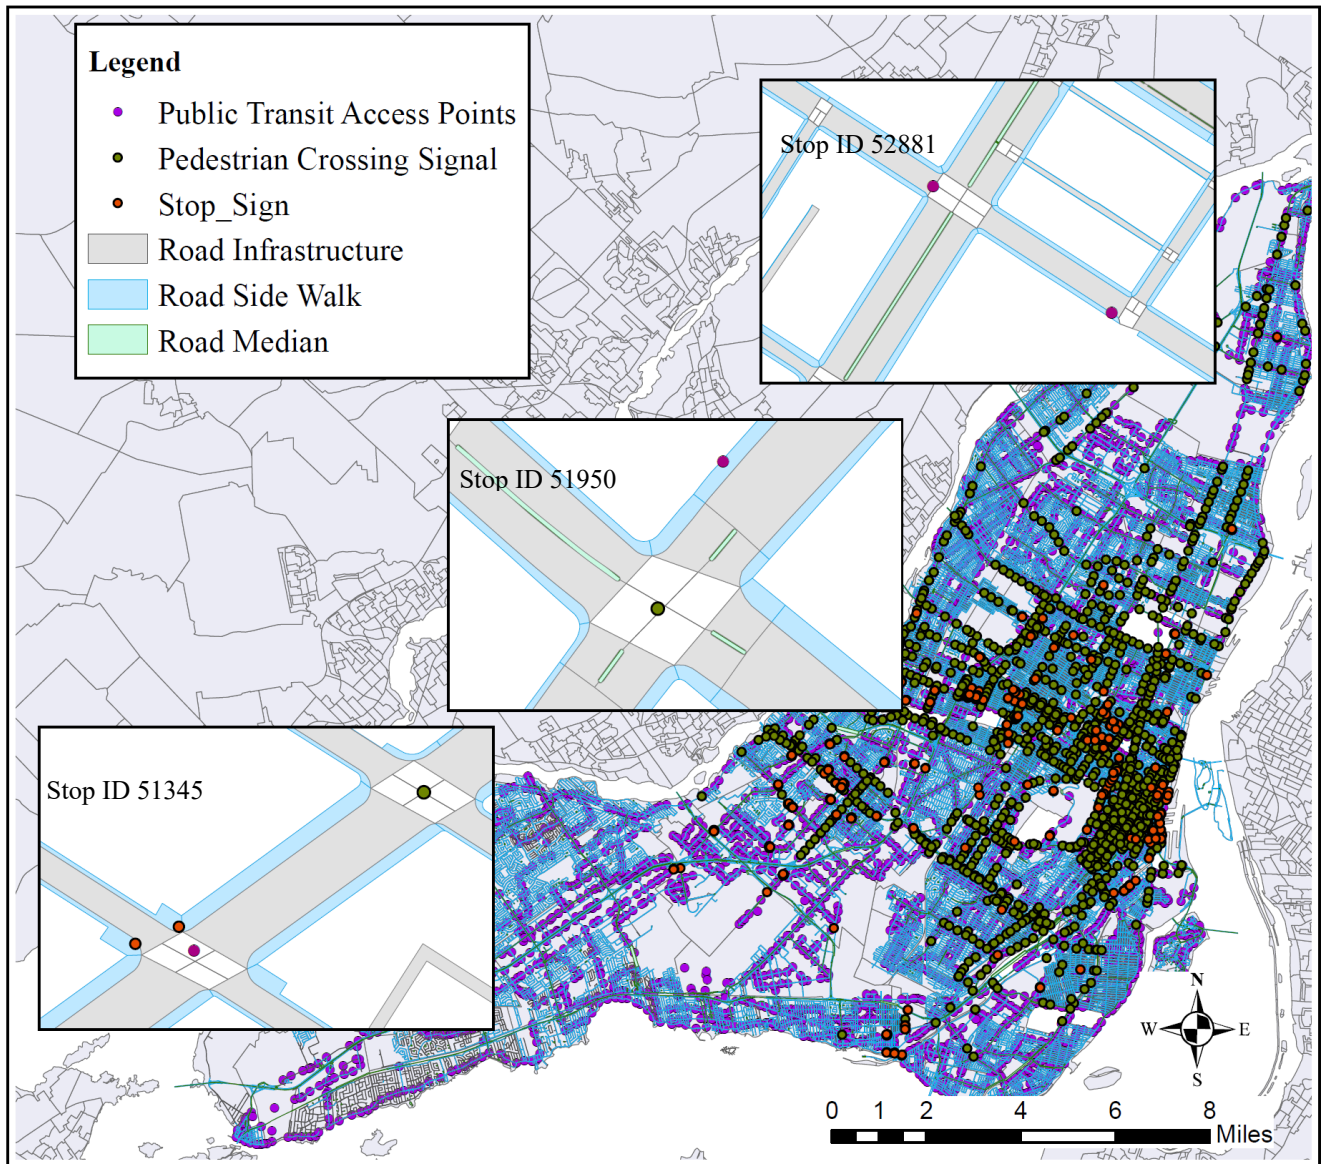 Legend
Public Transit Access Points
Pedestrian Crossing Signal
Stop_Sign
Road Infrastructure
Road Side Walk
Road Median
Stop ID 52881
Stop ID 51950
Stop ID 51345
N
W E
S
0 1 2 4 6 8
Miles